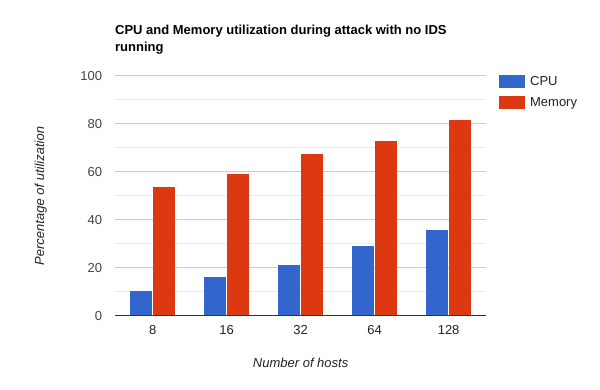 CPU and Memory utilization during attack with no IDS
running
100
80
60
40
20
0
Percentage of utilization
8 16 32 64 128
Number of hosts
CPU
Memory